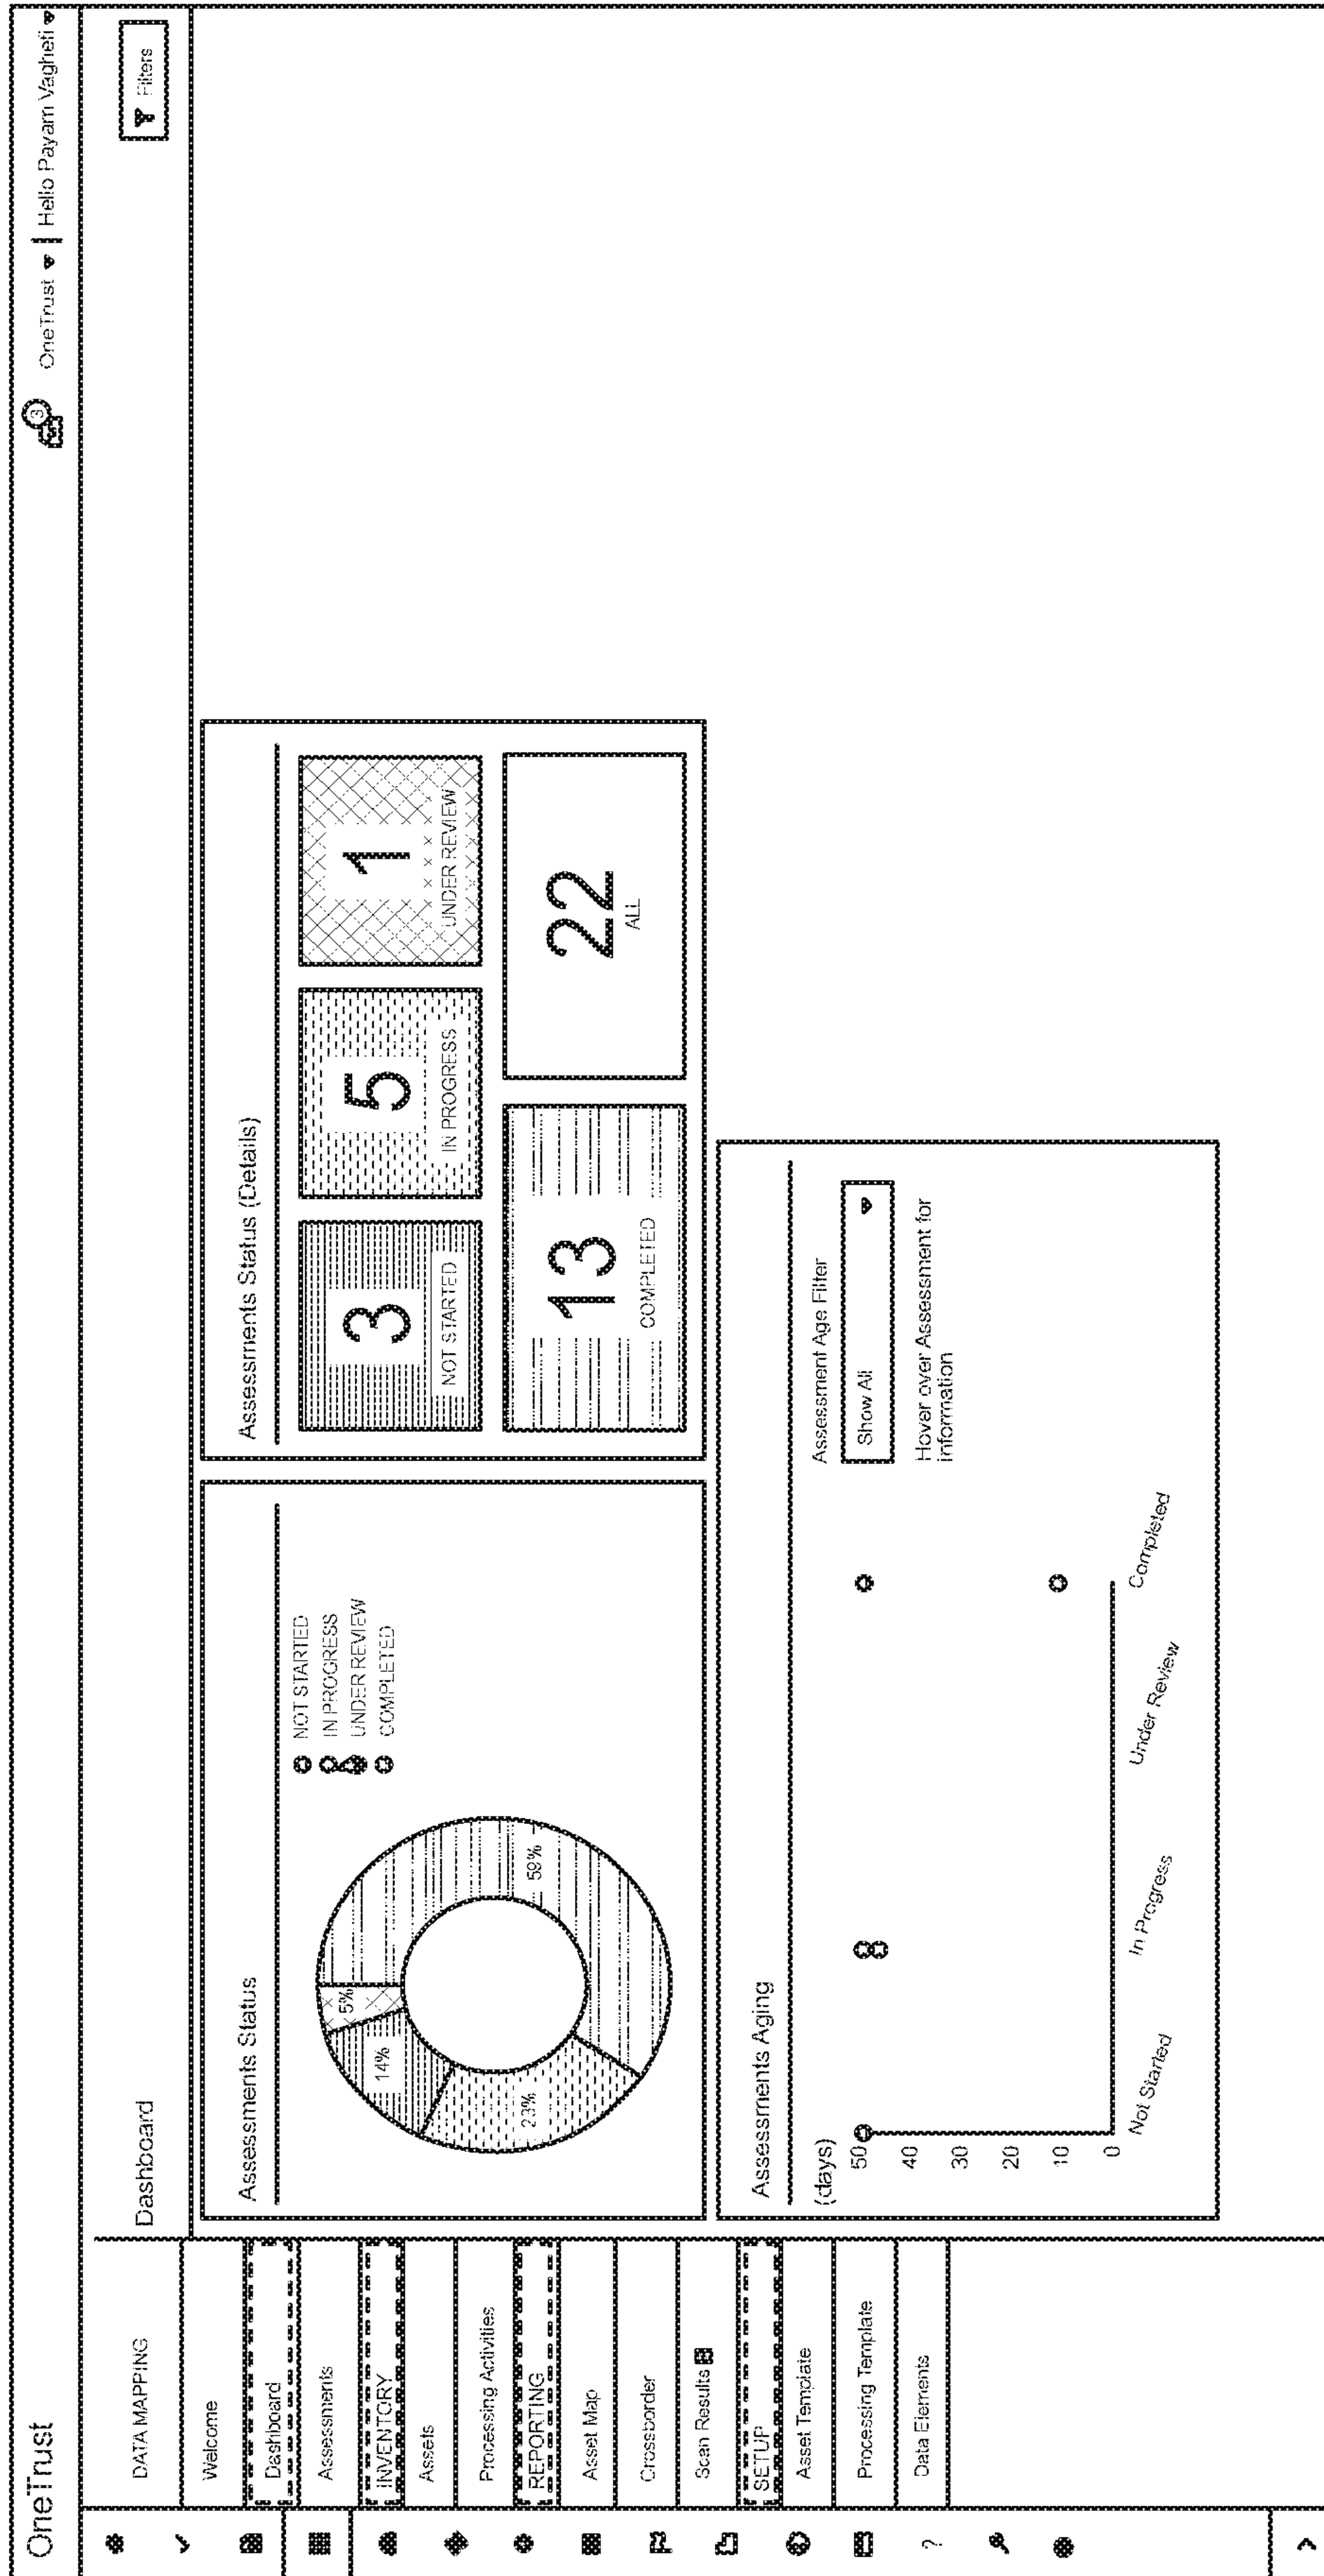 OneTrust
3
OneTrust
Hello Payam Vagheti
DATA MAPPING
Welcome
Dashboard
Assessments
INVENTORY
Assets
Processing Activities
REPORTING
Asset Map
Crossborder
Scan Results
SETUP
Asset Template
Processing Template
Data Elements
?
Dashboard
Filters
Assessments Status
5%
14%
23%
59%
NOT STARTED
IN PROGRESS
UNDER REVIEW
COMPLETED
Assessments Status (Details)
3
NOT STARTED
5
IN PROGRESS
1
UNDER REVIEW
13
COMPLETED
22
ALL
Assessments Aging
(days)
50
40
30
20
10
0
Not Started
In Progress
Under Review
Completed
Assessment Age Filter
Show All
Hover over Assessment for
information